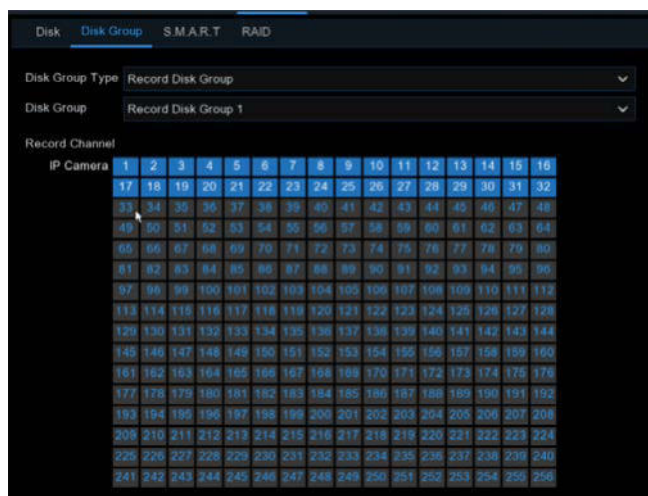 Disk Disk Group S.M.A.R.T RAID
Disk Group Type Record Disk Group
Disk Group Record Disk Group 1
Record Channel
IP Camera 1 2 3 4 5 6 7 8 9 10 11 12 13 14 15 16
17 18 19 20 21 22 23 24 25 26 27 28 29 30 31 32
33 34 35 36 37 38 39 40 41 42 43 44 45 46 47 48
49 50 51 52 53 54 55 56 57 58 59 60 61 62 63 64
65 66 67 68 69 70 71 72 73 74 75 76 77 78 79 80
81 82 83 84 85 86 87 88 89 90 91 92 93 94 95 96
97 98 99 100 101 102 103 104 105 106 107 108 109 110 111 112
113 114 115 116 117 118 119 120 121 122 123 124 125 126 127 128
129 130 131 132 133 134 135 136 137 138 139 140 141 142 143 144
145 146 147 148 149 150 151 152 153 154 155 156 157 158 159 160
161 162 163 164 165 166 167 168 169 170 171 172 173 174 175 176
177 178 179 180 181 182 183 184 185 186 187 188 189 190 191 192
193 194 195 196 197 198 199 200 201 202 203 204 205 206 207 208
209 210 211 212 213 214 215 216 217 218 219 220 221 222 223 224
225 226 227 228 229 230 231 232 233 234 235 236 237 238 239 240
241 242 243 244 245 246 247 248 249 250 251 252 253 254 255 256